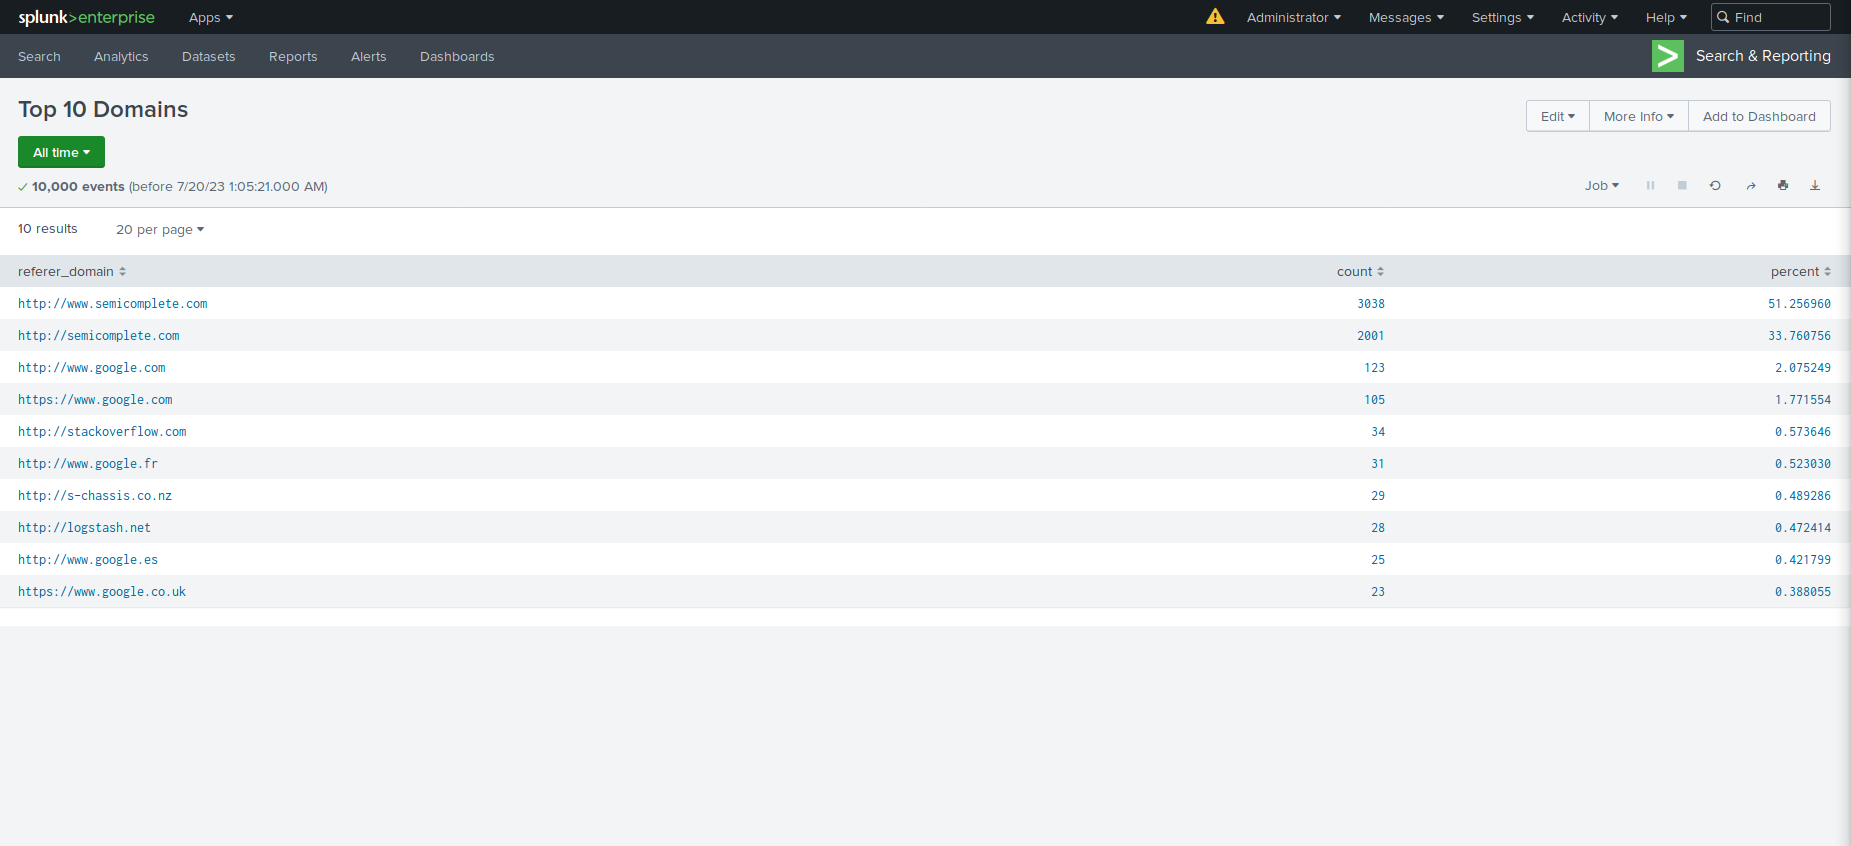 splunk>enterprise Apps Administrator Messages Settings Activity Help Find
Search Analytics Datasets Reports Alerts Dashboards Search & Reporting
Top 10 Domains
Edit More Info Add to Dashboard
All time
10,000 events (before 7/20/23 1:05:21.000 AM) Job
10 results 20 per page
referer_domain count percent
http://www.semicomplete.com 3038 51.256960
http://semicomplete.com 2001 33.760756
http://www.google.com 123 2.075249
https://www.google.com 105 1.771554
http://stackoverflow.com 34 0.573646
http://www.google.fr 31 0.523030
http://s-chassis.co.nz 29 0.489286
http://logstash.net 28 0.472414
http://www.google.es 25 0.421799
https://www.google.co.uk 23 0.388055